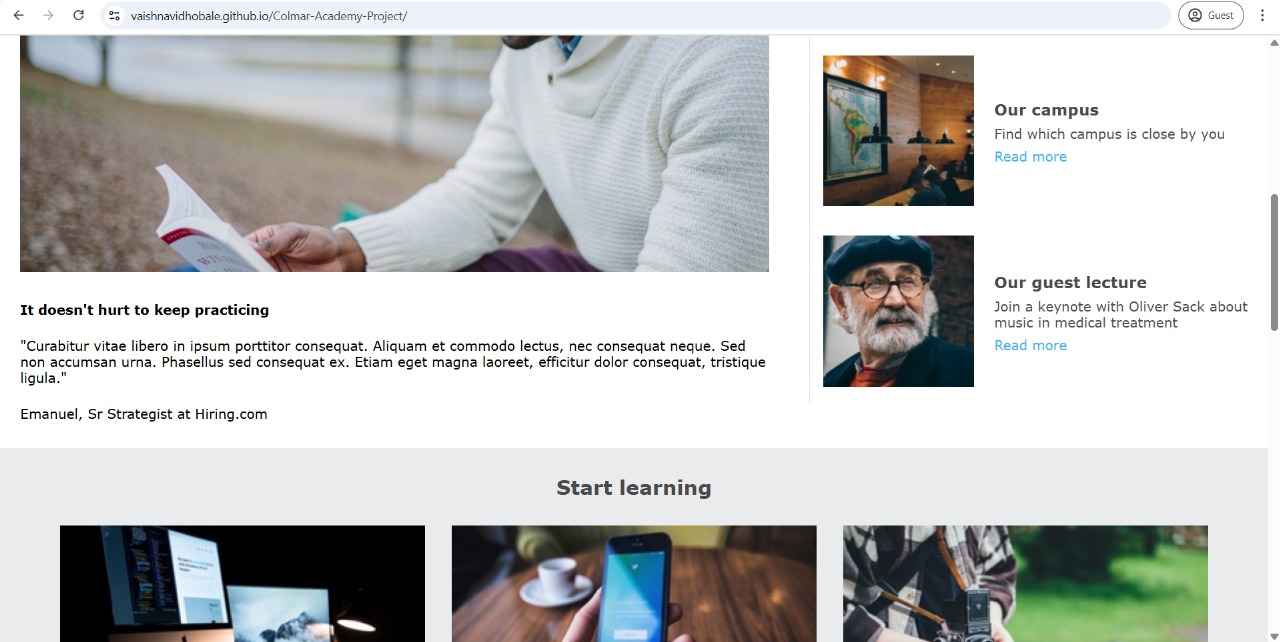 vaishnavidhobale.github.io/Colmar-Academy-Project/
Guest
Our campus
Find which campus is close by you
Read more
Our guest lecture
Join a keynote with Oliver Sack about
music in medical treatment
Read more
It doesn't hurt to keep practicing
"Curabitur vitae libero in ipsum porttitor consequat. Aliquam et commodo lectus, nec consequat neque. Sed
non accumsan urna. Phasellus sed consequat ex. Etiam eget magna laoreet, efficitur dolor consequat, tristique
ligula."
Emanuel, Sr Strategist at Hiring.com
Start learning